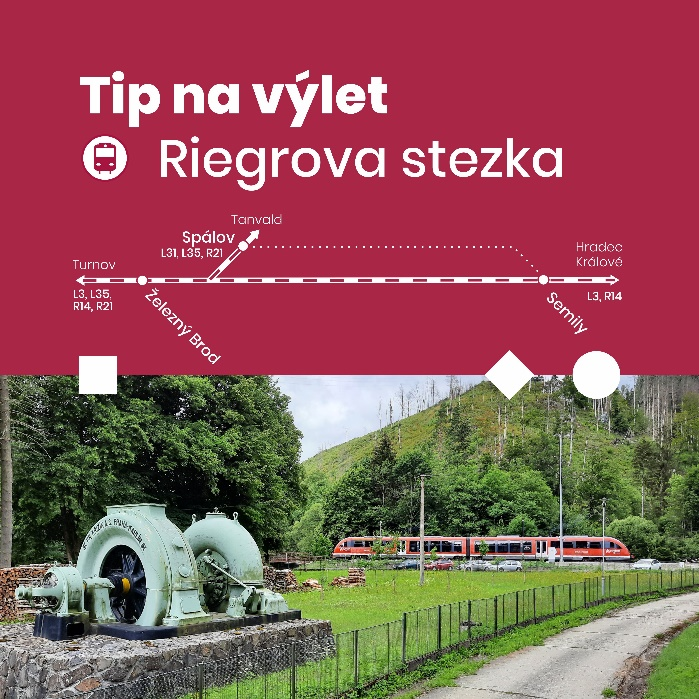 Tip na výlet
Riegrova stezka
Tanvald
Spálov
L31, L35, R21
Turnov
L3, L35,
R14, R21
Železný Brod
Hradec
Králové
L3, R14
Semily